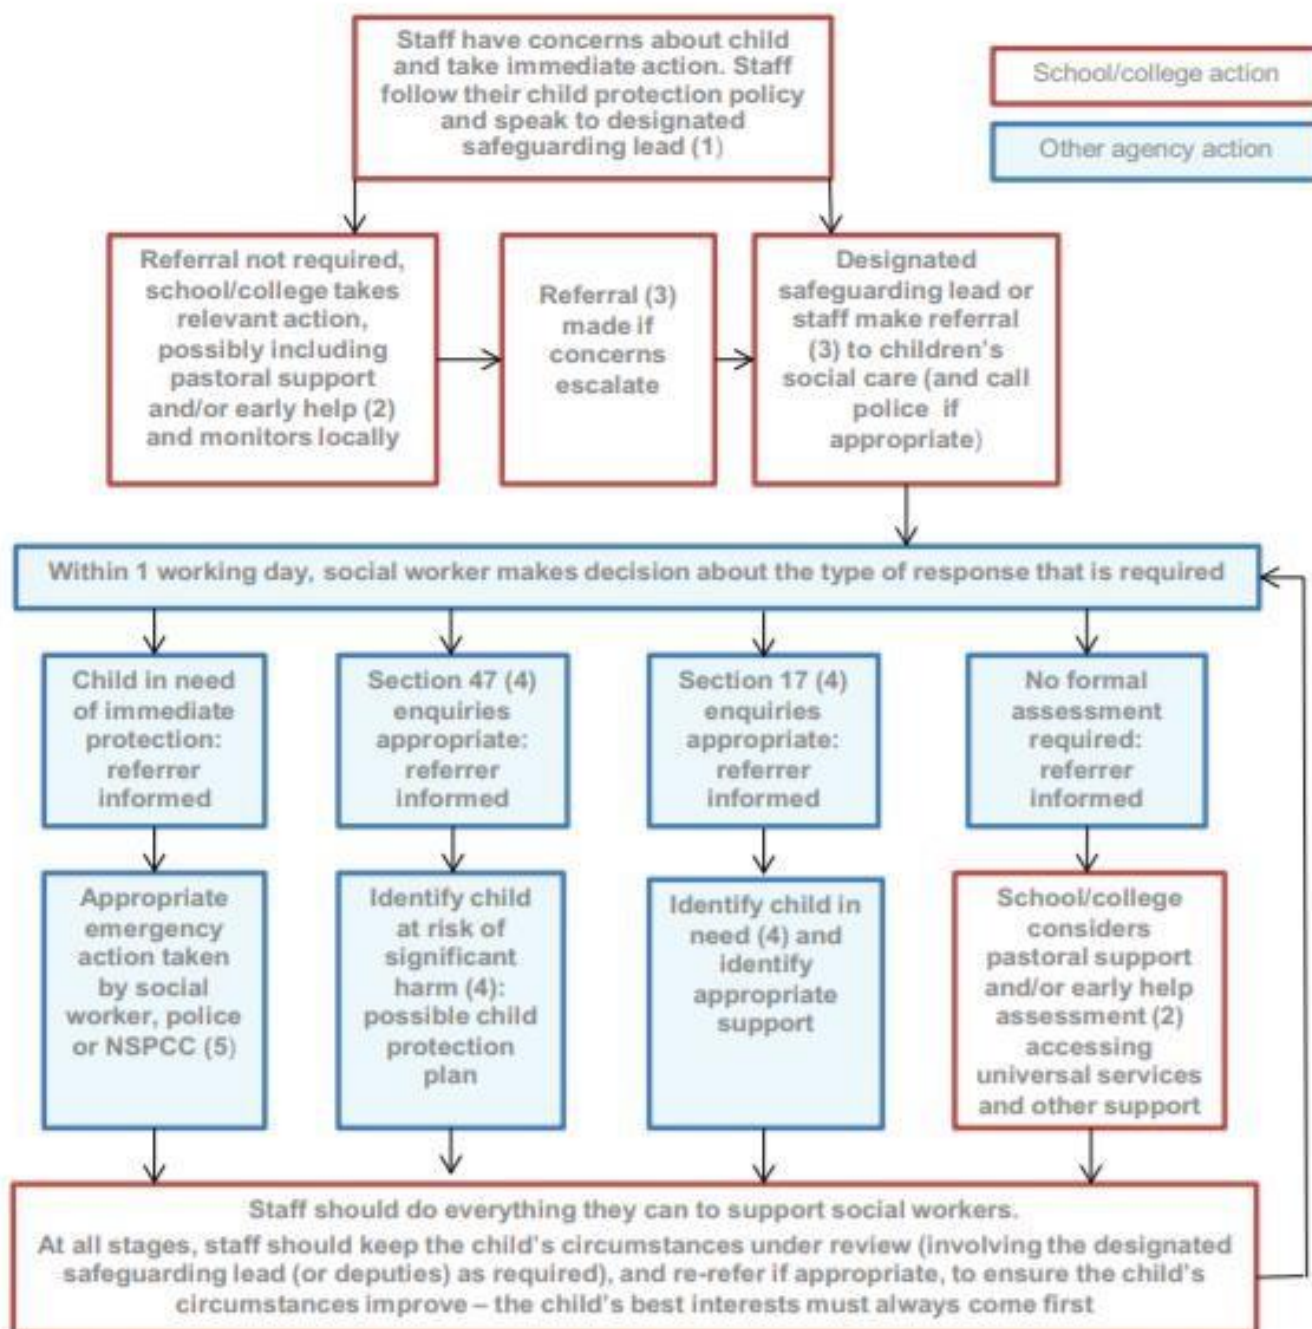 Staff have concerns about child
and take immediate action. Staff
follow their child protection policy
and speak to designated
safeguarding lead (1)
School/college action
Other agency action
Referral not required,
school/college takes
relevant action,
possibly including
pastoral support
and/or early help (2)
and monitors locally
Referral (3)
made if
concerns
escalate
Designated
safeguarding lead or
staff make referral
(3) to children's
social care (and call
police if
appropriate)
Within 1 working day, social worker makes decision about the type of response that is required
Child in need
of immediate
protection:
referrer
informed
Section 47 (4)
enquiries
appropriate:
referrer
informed
Section 17 (4)
enquiries
appropriate:
referrer
informed
No formal
assessment
required:
referrer
informed
Appropriate
emergency
action taken
by social
worker, police
or NSPCC (5)
Identify child
at risk of
significant
harm (4):
possible child
protection
plan
Identify child in
need (4) and
identify
appropriate
support
School/college
considers
pastoral support
and/or early help
assessment (2)
accessing
universal services
and other support
Staff should do everything they can to support social workers.
At all stages, staff should keep the child's circumstances under review (involving the designated
safeguarding lead (or deputies) as required), and re-refer if appropriate, to ensure the child's
circumstances improve – the child's best interests must always come first